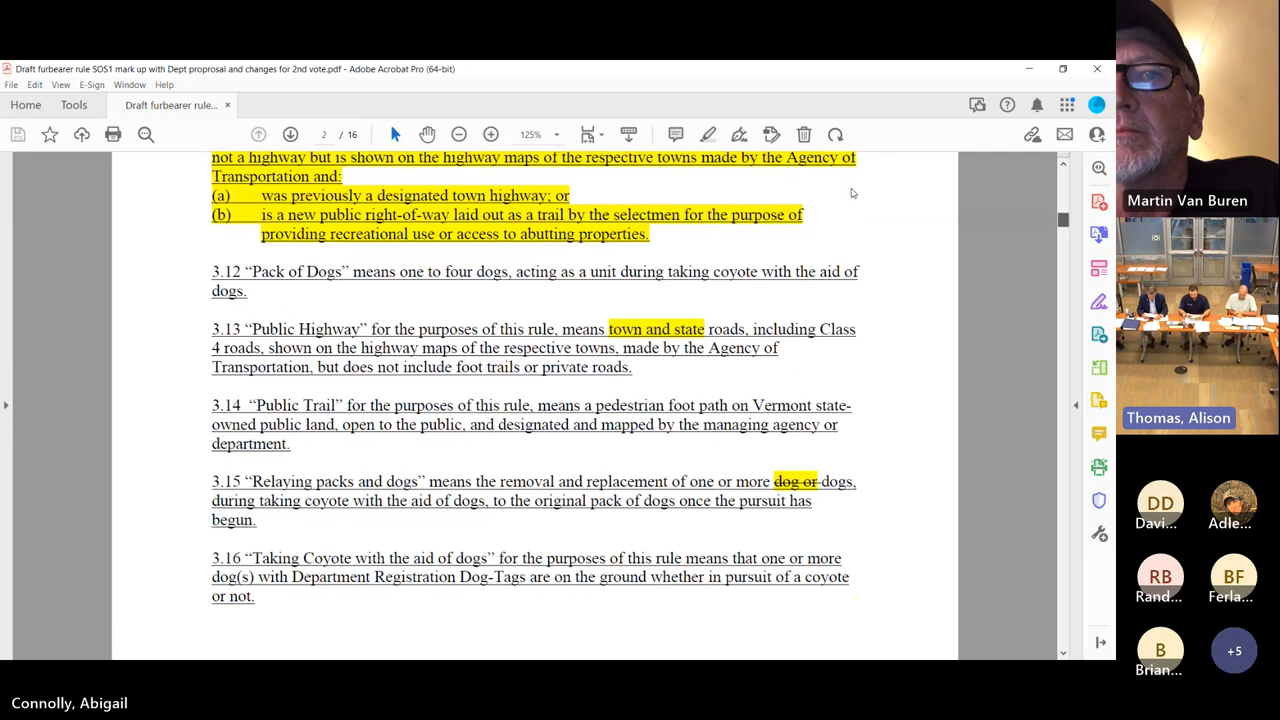 Draft furbearer rule SOS1 mark up with Dept proprosal and changes for 2nd vote.pdf - Adobe Acrobat Pro (64-bit)
File Edit View E-Sign Window Help
Home Tools Draft furbearer rule... ×
2 / 16 125%
not a highway but is shown on the highway maps of the respective towns made by the Agency of
Transportation and:
(a) was previously a designated town highway; or
(b) is a new public right-of-way laid out as a trail by the selectmen for the purpose of
providing recreational use or access to abutting properties.
3.12 “Pack of Dogs” means one to four dogs, acting as a unit during taking coyote with the aid of
dogs.
3.13 “Public Highway” for the purposes of this rule, means town and state roads, including Class
4 roads, shown on the highway maps of the respective towns, made by the Agency of
Transportation, but does not include foot trails or private roads.
3.14 “Public Trail” for the purposes of this rule, means a pedestrian foot path on Vermont state-
owned public land, open to the public, and designated and mapped by the managing agency or
department.
3.15 “Relaying packs and dogs” means the removal and replacement of one or more dog or dogs,
during taking coyote with the aid of dogs, to the original pack of dogs once the pursuit has
begun.
3.16 “Taking Coyote with the aid of dogs” for the purposes of this rule means that one or more
dog(s) with Department Registration Dog-Tags are on the ground whether in pursuit of a coyote
or not.
Martin Van Buren
Thomas, Alison
DD
Davi...
Adle...
RB
Rand...
BF
Ferla...
B
Brian...
+5
Connolly, Abigail